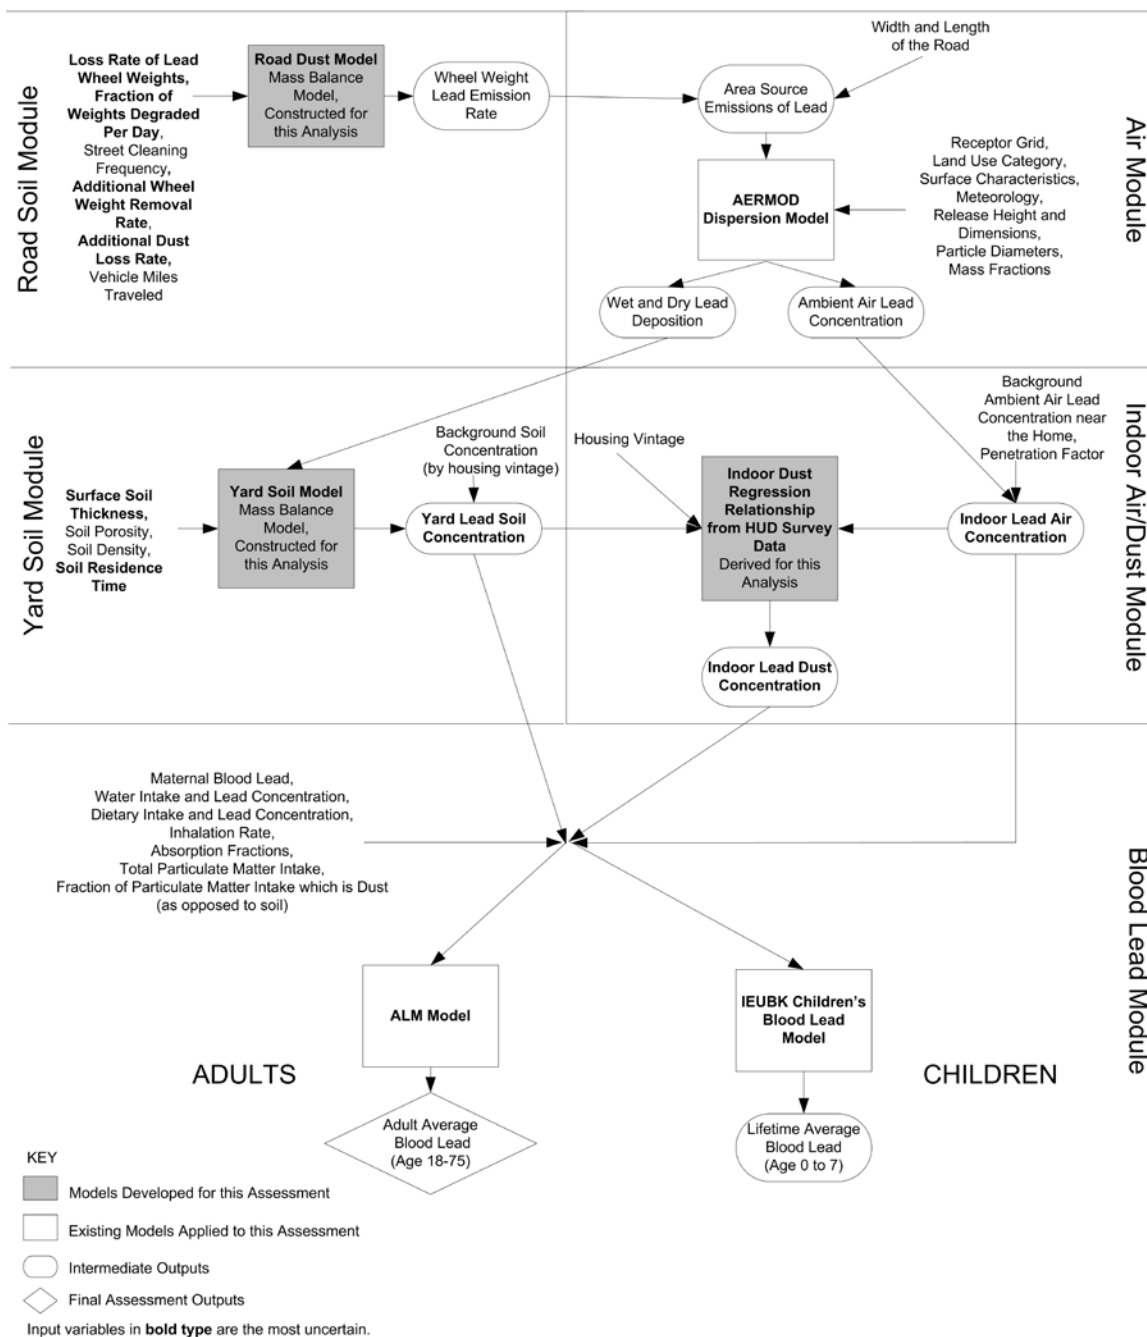 Road Soil Module
Loss Rate of Lead
Wheel Weights,
Fraction of
Weights Degraded
Per Day,
Street Cleaning
Frequency,
Additional Wheel
Weight Removal
Rate,
Additional Dust
Loss Rate,
Vehicle Miles
Traveled
Road Dust Model
Mass Balance
Model,
Constructed for
this Analysis
Wheel Weight
Lead Emission
Rate
Air Module
Width and Length
of the Road
Area Source
Emissions of Lead
AERMOD
Dispersion Model
Receptor Grid,
Land Use Category,
Surface Characteristics,
Meteorology,
Release Height and
Dimensions,
Particle Diameters,
Mass Fractions
Wet and Dry Lead
Deposition
Ambient Air Lead
Concentration
Yard Soil Module
Surface Soil
Thickness,
Soil Porosity,
Soil Density,
Soil Residence
Time
Yard Soil Model
Mass Balance
Model,
Constructed for
this Analysis
Background Soil
Concentration
(by housing vintage)
Yard Lead Soil
Concentration
Indoor Air/Dust Module
Housing Vintage
Indoor Dust
Regression
Relationship
from HUD Survey
Data
Derived for this
Analysis
Background
Ambient Air Lead
Concentration near
the Home,
Penetration Factor
Indoor Lead Air
Concentration
Indoor Lead Dust
Concentration
Blood Lead Module
Maternal Blood Lead,
Water Intake and Lead Concentration,
Dietary Intake and Lead Concentration,
Inhalation Rate,
Absorption Fractions,
Total Particulate Matter Intake,
Fraction of Particulate Matter Intake which is Dust
(as opposed to soil)
ALM Model
IEUBK Children's
Blood Lead
Model
ADULTS
CHILDREN
Adult Average
Blood Lead
(Age 18-75)
Lifetime Average
Blood Lead
(Age 0 to 7)
KEY
Models Developed for this Assessment
Existing Models Applied to this Assessment
Intermediate Outputs
Final Assessment Outputs
Input variables in bold type are the most uncertain.